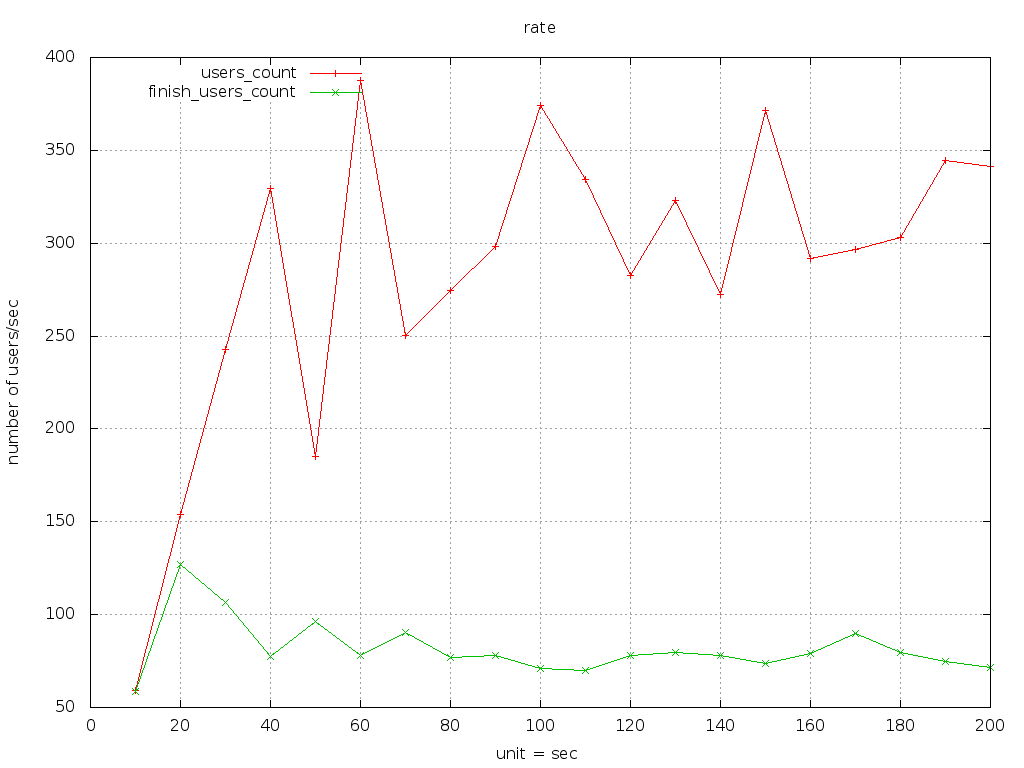 rate
users_count
finish_users_count
400
350
300
250
200
150
100
50
number of users/sec
0 20 40 60 80 100 120 140 160 180 200
unit = sec